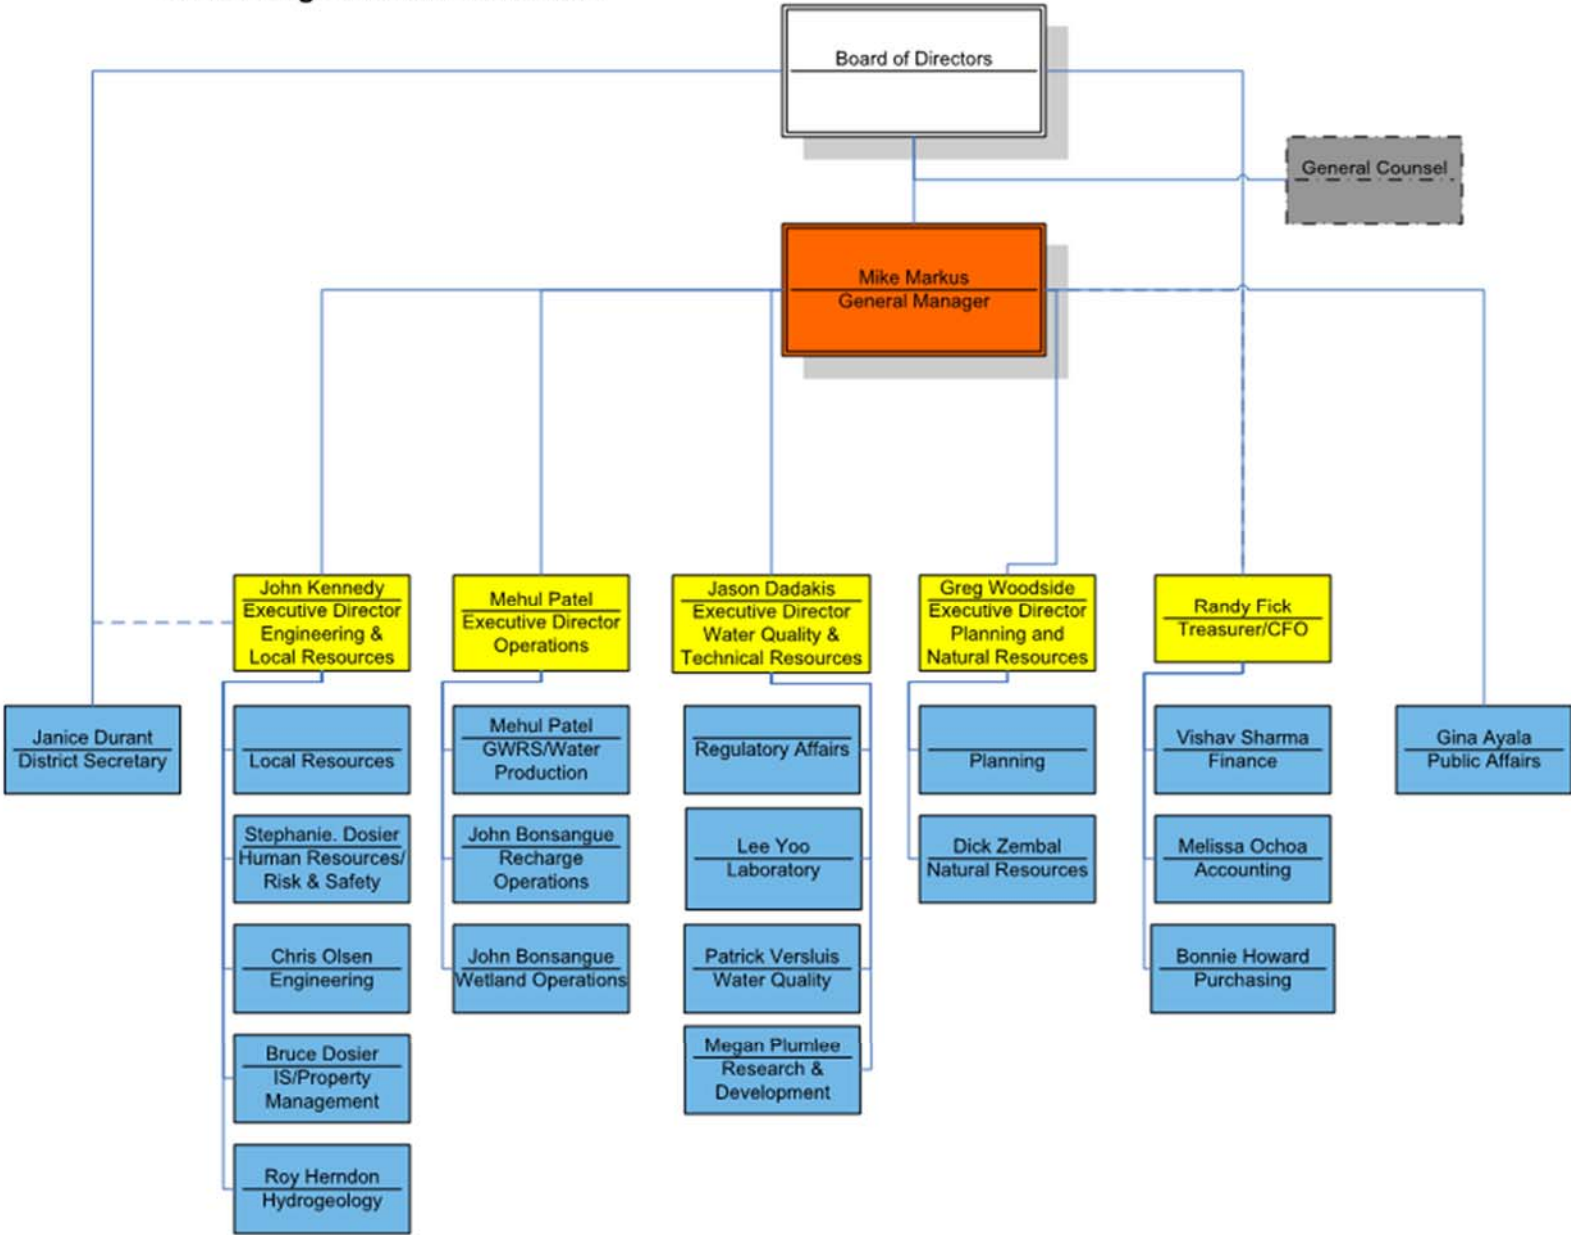 Board of Directors
General Counsel
Mike Markus
General Manager
John Kennedy
Executive Director
Engineering &
Local Resources
Mehul Patel
Executive Director
Operations
Jason Dadakis
Executive Director
Water Quality &
Technical Resources
Greg Woodside
Executive Director
Planning and
Natural Resources
Randy Fick
Treasurer/CFO
Janice Durant
District Secretary
Local Resources
Mehul Patel
GWRS/Water
Production
Regulatory Affairs
Planning
Vishav Sharma
Finance
Gina Ayala
Public Affairs
Stephanie. Dosier
Human Resources/
Risk & Safety
John Bonsangue
Recharge
Operations
Lee Yoo
Laboratory
Dick Zembal
Natural Resources
Melissa Ochoa
Accounting
Chris Olsen
Engineering
John Bonsangue
Wetland Operations
Patrick Versluis
Water Quality
Bonnie Howard
Purchasing
Bruce Dosier
IS/Property
Management
Megan Plumlee
Research &
Development
Roy Herndon
Hydrogeology